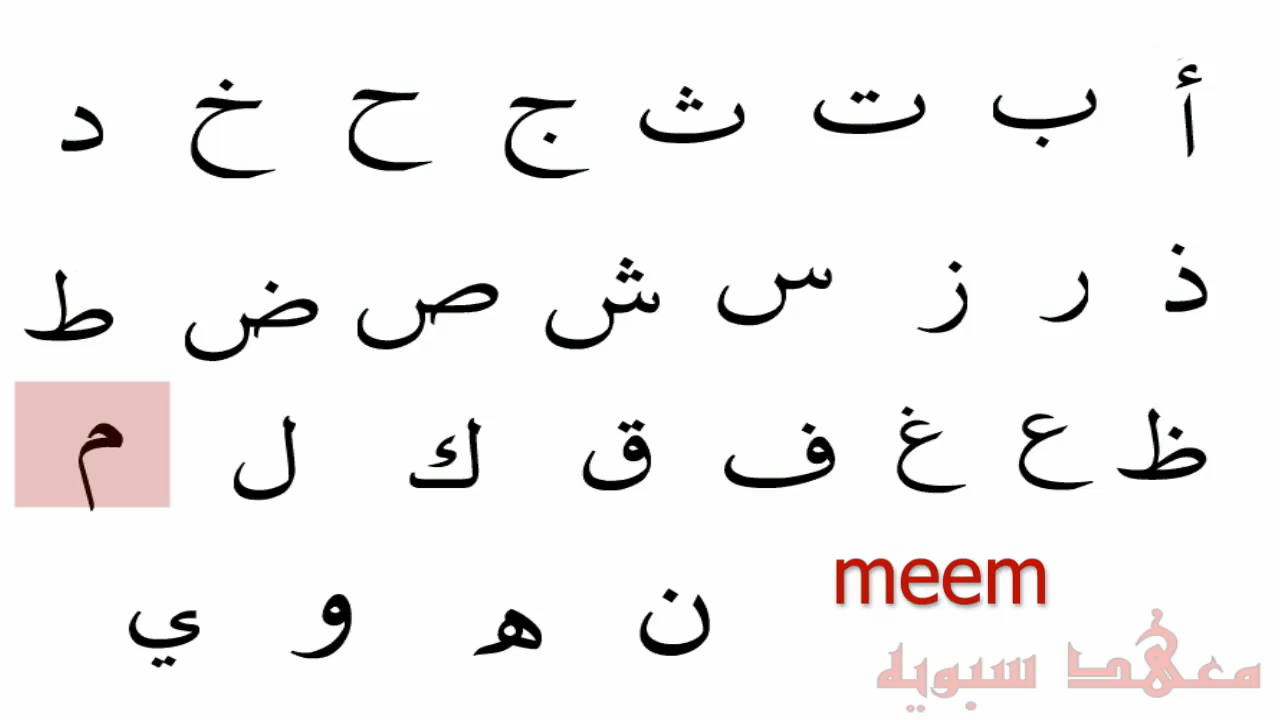 أ ب ت ث ج ح خ د
ذ ر ز س ش ص ض ط
ظ ع غ ف ق ك ل م
meem
ن ه و ي
معهد سبويه